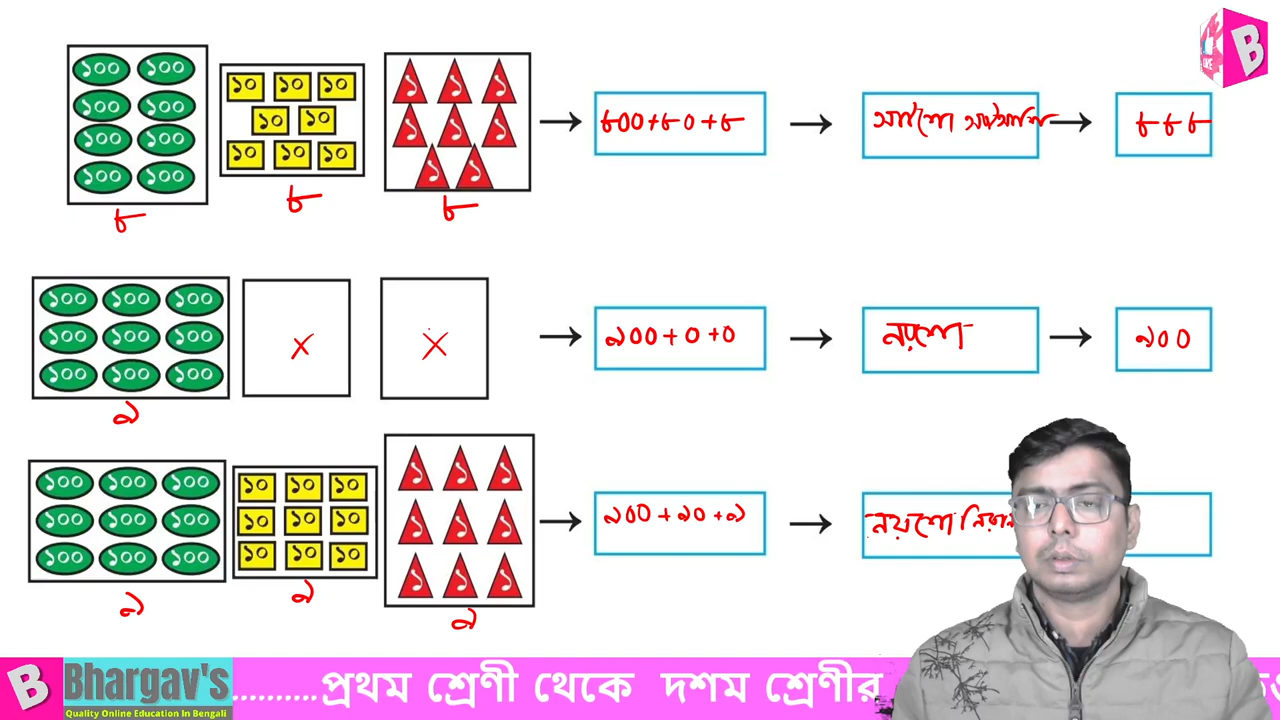 ১০০ ১০০ ১০ ১০ ১০ ১ ১ ১
১০০ ১০০ ১০ ১০ ১ ১ ১
১০০ ১০০ ১০ ১০ ১০ ১ ১
১০০ ১০০
৮ ৮ ৮
৮০০+৮০+৮
৮৮৮
LIKE
B
১০০ ১০০ ১০০
১০০ ১০০ ১০০
১০০ ১০০ ১০০
৯
× ×
৯০০+০+০
নয়শো
৯০০
১০০ ১০০ ১০০ ১০ ১০ ১০ ১ ১ ১
১০০ ১০০ ১০০ ১০ ১০ ১০ ১ ১ ১
১০০ ১০০ ১০০ ১০ ১০ ১০ ১ ১ ১
৯ ৯ ৯
৯০০+৯০+৯
নয়শো
B Bhargav's ..........প্রথম শ্রেণী থেকে দশম শ্রেণীর
Quality Online Education In Bengali